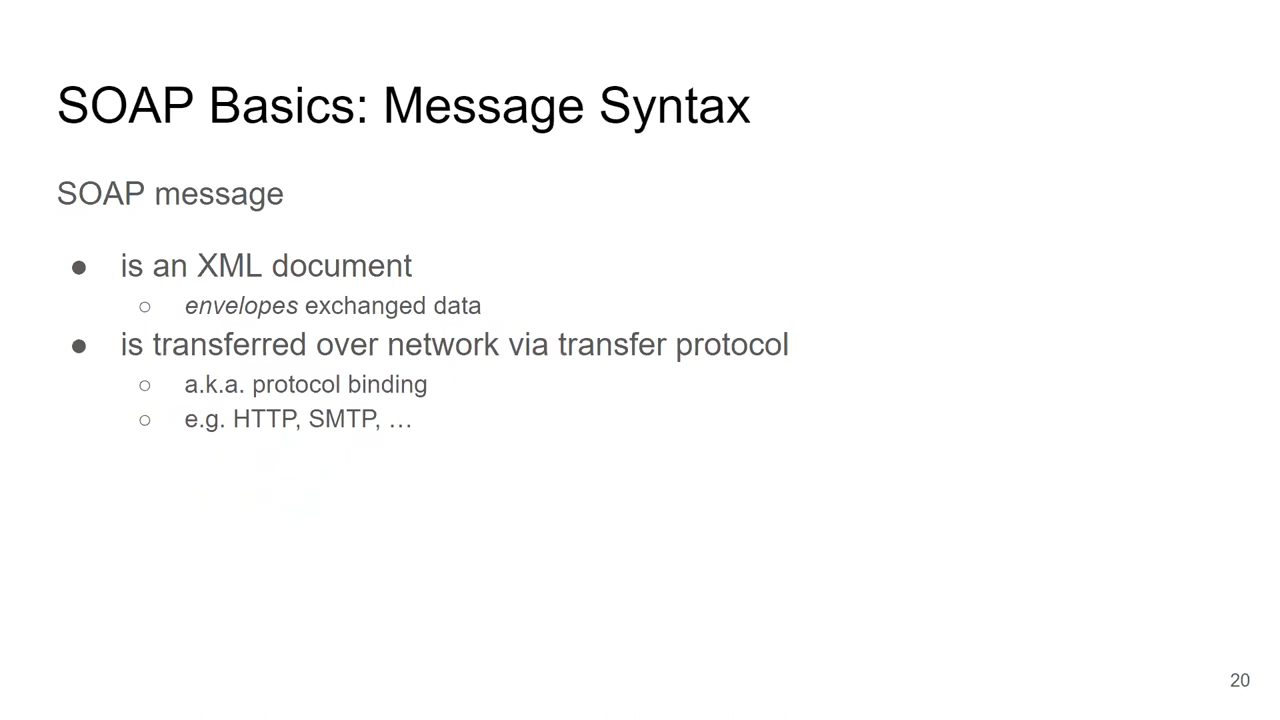 SOAP Basics: Message Syntax
SOAP message
● is an XML document
○ envelopes exchanged data
● is transferred over network via transfer protocol
○ a.k.a. protocol binding
○ e.g. HTTP, SMTP, …
20